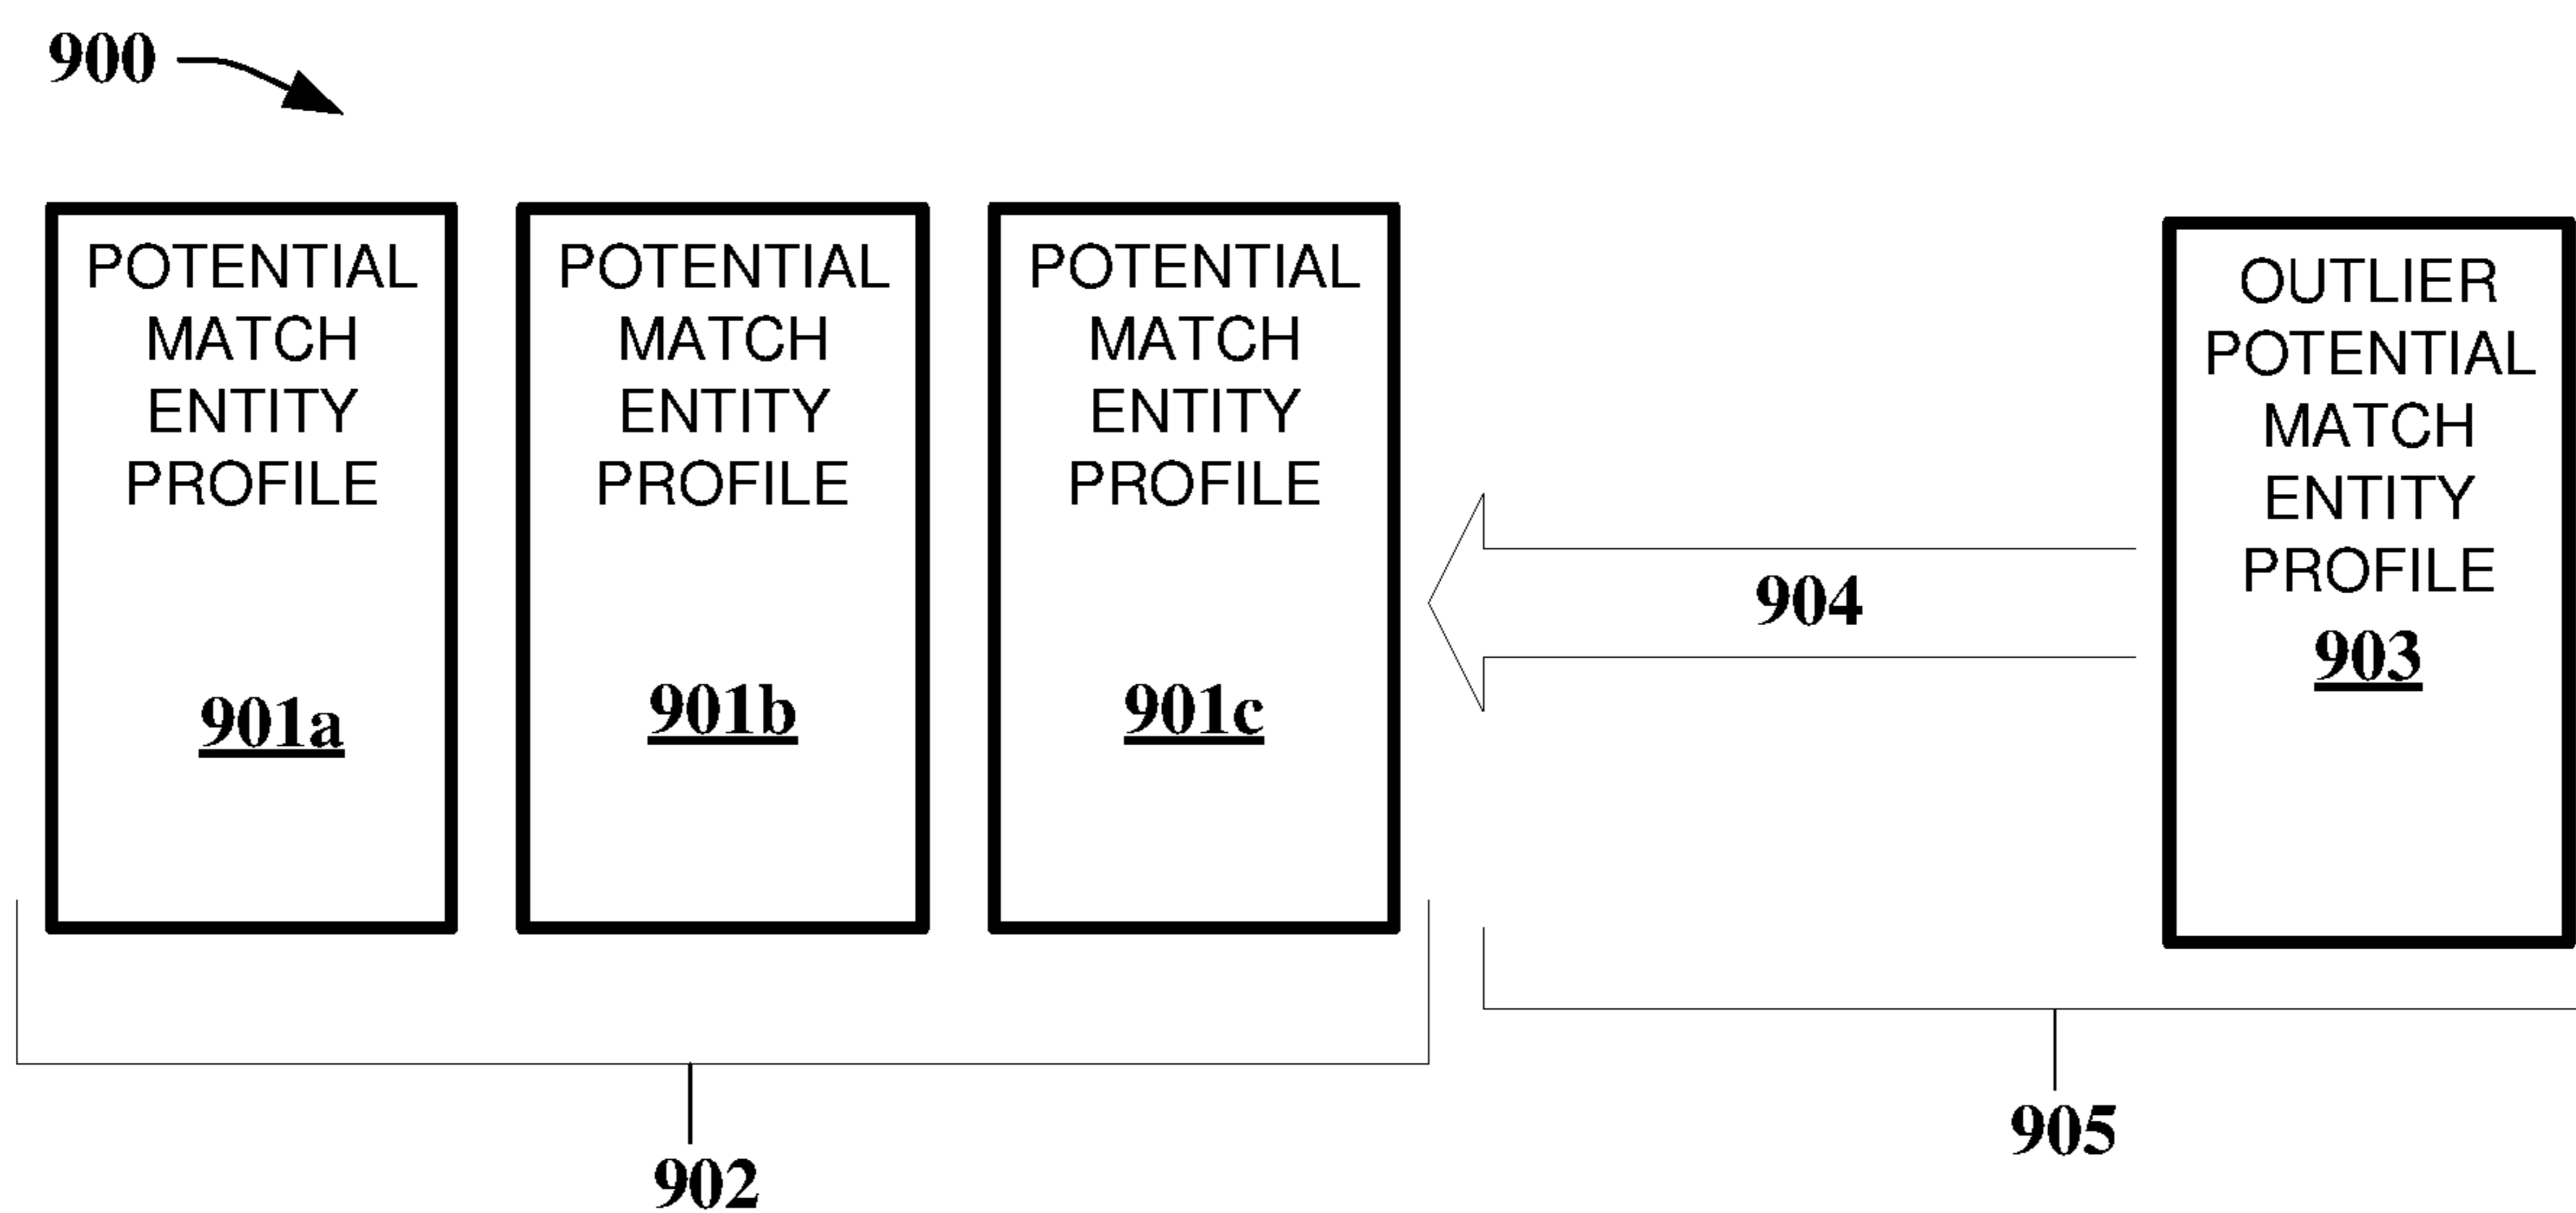 900
POTENTIAL
MATCH
ENTITY
PROFILE
901a
POTENTIAL
MATCH
ENTITY
PROFILE
901b
POTENTIAL
MATCH
ENTITY
PROFILE
901c
904
OUTLIER
POTENTIAL
MATCH
ENTITY
PROFILE
903
902
905